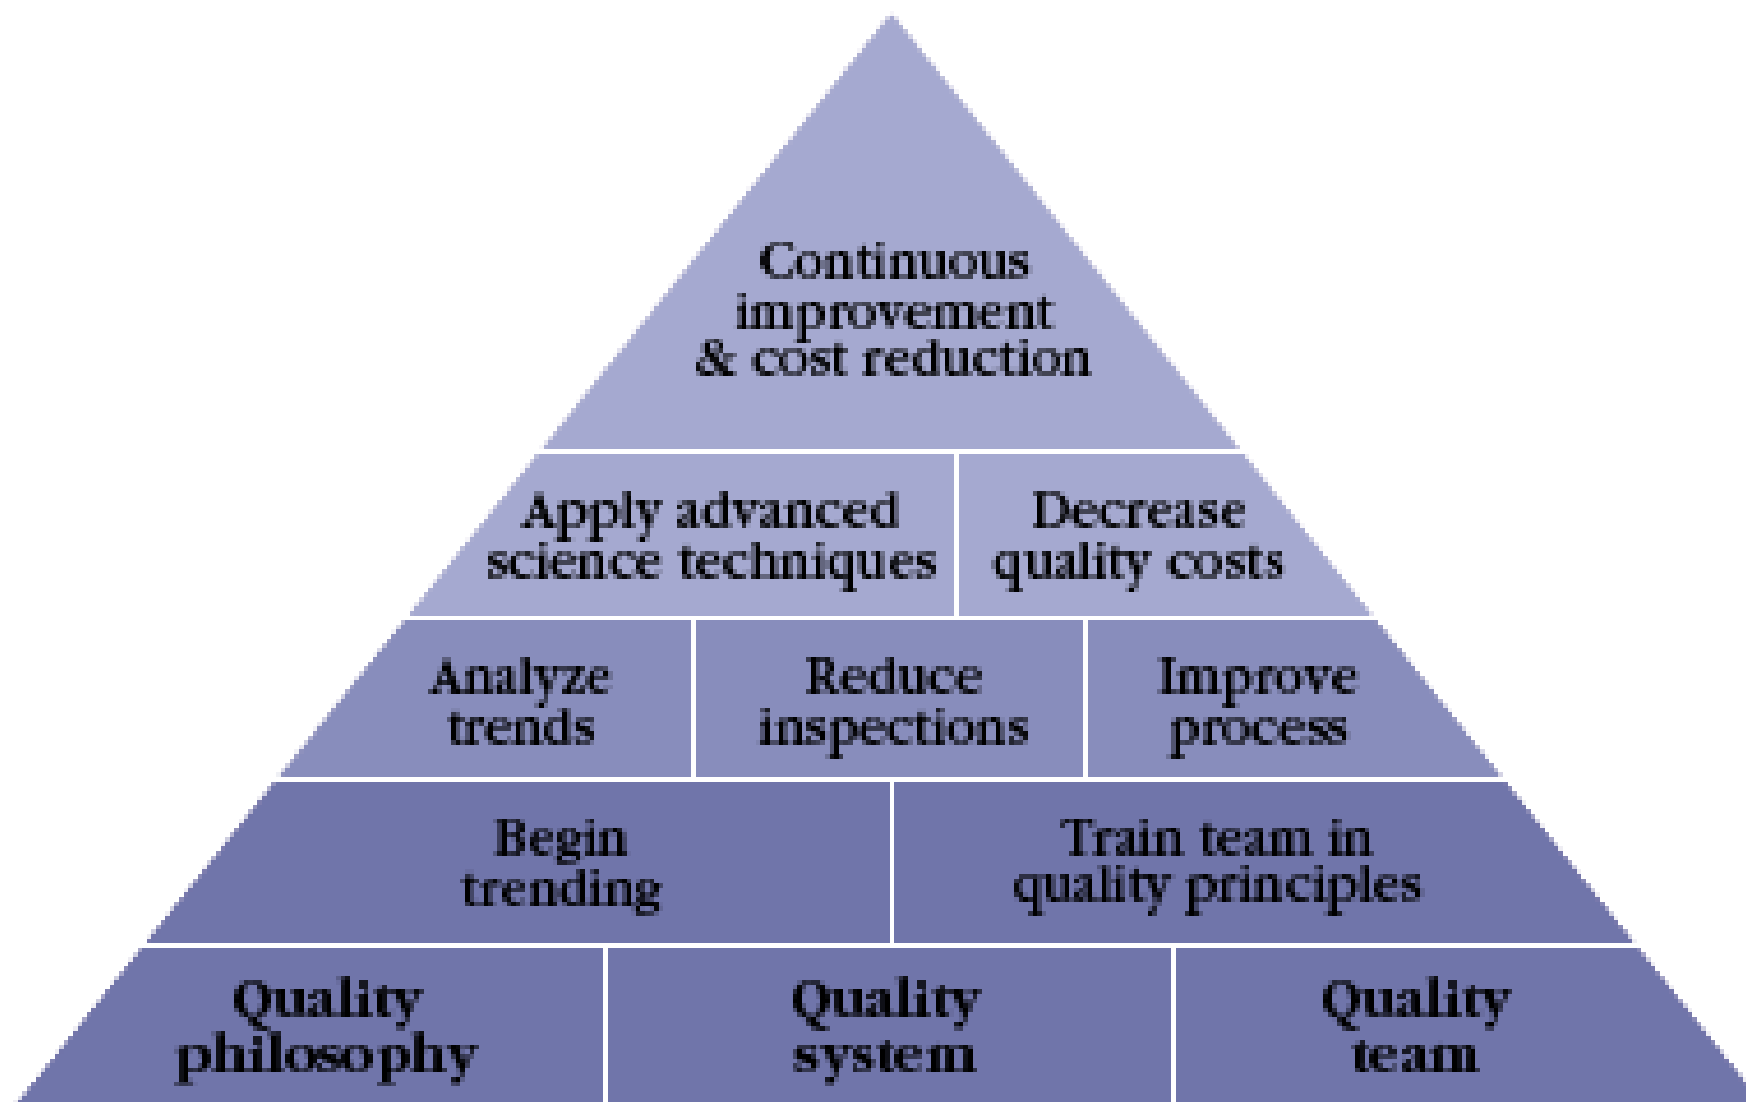 Continuous
improvement
& cost reduction
Apply advanced
science techniques
Decrease
quality costs
Analyze
trends
Reduce
inspections
Improve
process
Begin
trending
Train team in
quality principles
Quality
philosophy
Quality
system
Quality
team